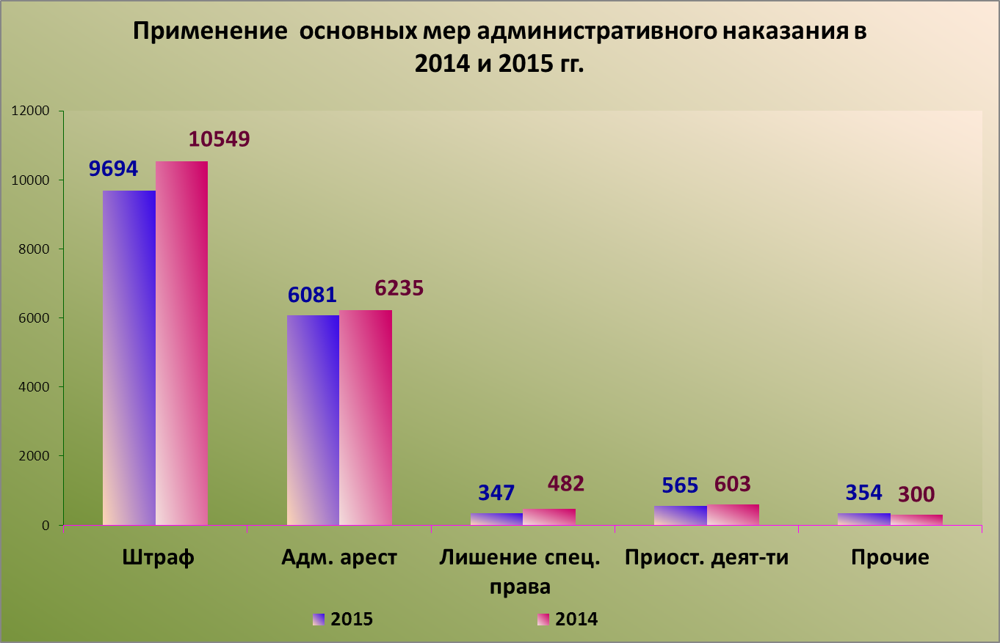 Применение основных мер административного наказания в
2014 и 2015 гг.
12000
10000
8000
6000
4000
2000
0
9694
10549
6081
6235
347
482
565
603
354
300
Штраф
Адм. арест
Лишение спец.
права
Приост. деят-ти
Прочие
2015
2014